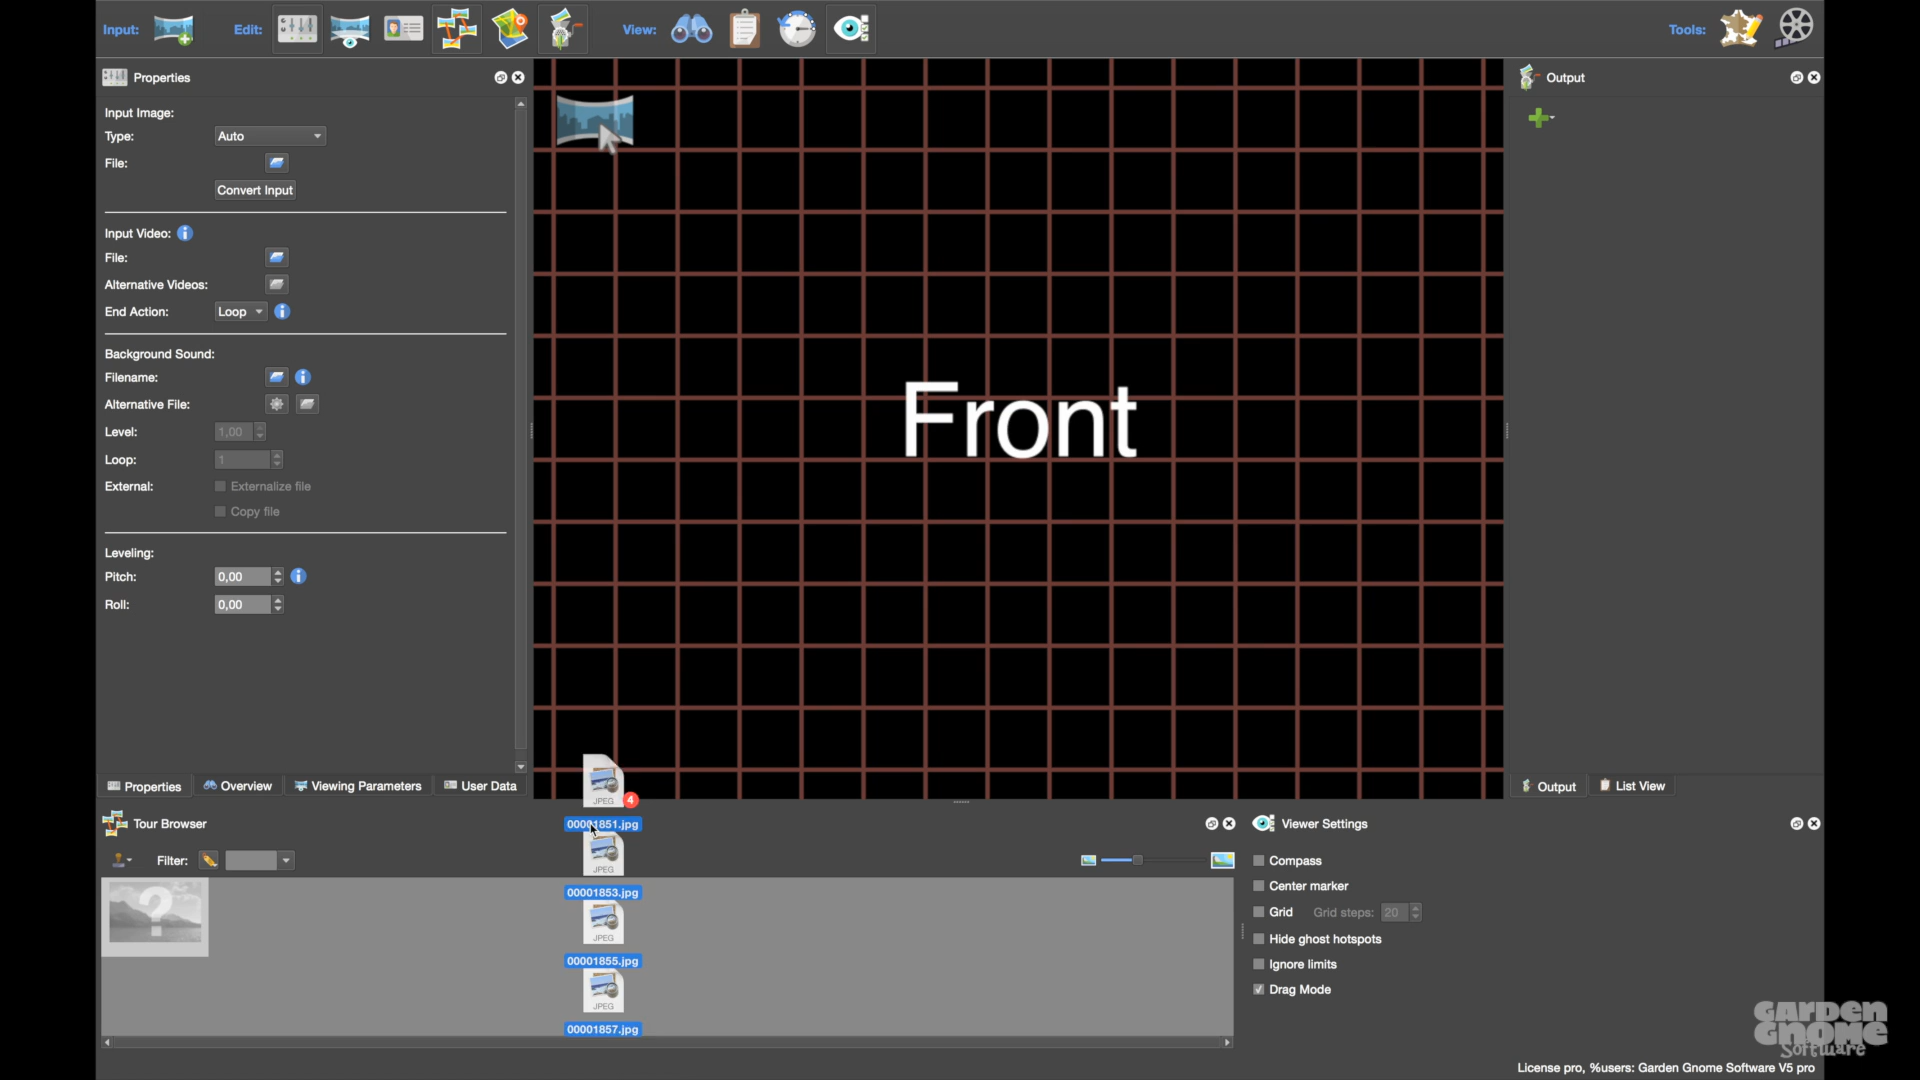 Input:
Edit:
View:
Tools:
Properties
Output
Input Image:
Type:
Auto
File:
Convert Input
Input Video:
File:
Alternative Videos:
End Action:
Loop
Background Sound:
Filename:
Alternative File:
Level:
1,00
Loop:
1
External:
Externalize file
Copy file
Leveling:
Pitch:
0,00
Roll:
0,00
Front
Properties
Overview
Viewing Parameters
User Data
Output
List View
JPEG
4
00001851.jpg
JPEG
00001853.jpg
JPEG
00001855.jpg
JPEG
00001857.jpg
Tour Browser
Filter:
?
Viewer Settings
Compass
Center marker
Grid
Grid steps:
20
Hide ghost hotspots
Ignore limits
Drag Mode
GARDEN
GNOME
Software
License pro, %users: Garden Gnome Software V5 pro